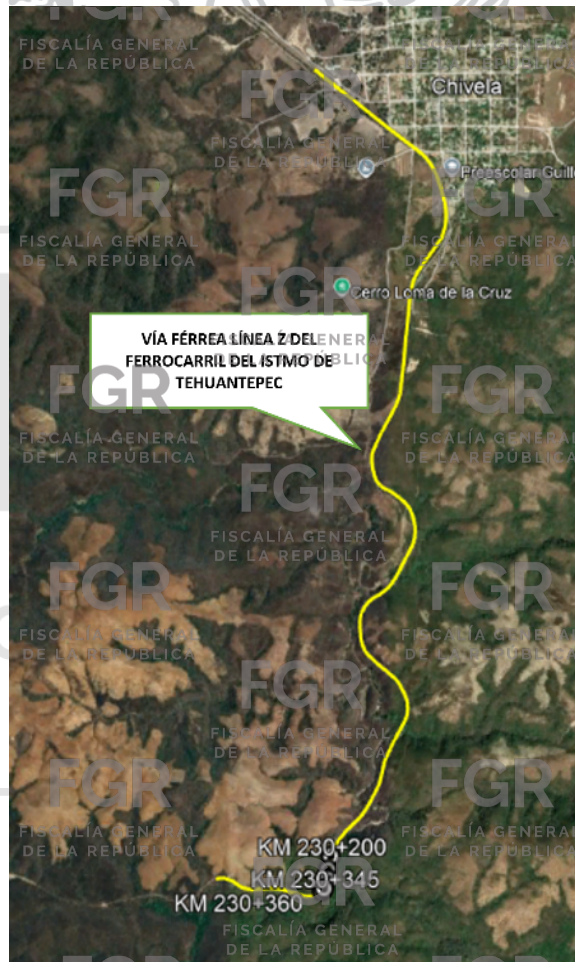 FGR
FISCALÍA GENERAL
DE LA REPÚBLICA
Chivela
Preescolar Guille
Cerro Loma de la Cruz
VÍA FÉRREA LÍNEA Z DEL
FERROCARRIL DEL ISTMO DE
TEHUANTEPEC
KM 230+200
KM 230+345
KM 230+360